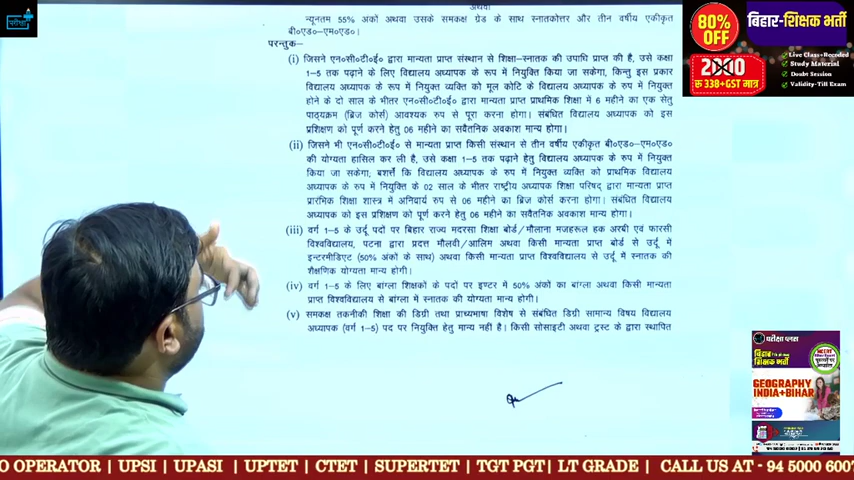 परीक्षा
अथवा
न्यूनतम 55% अंकों अथवा उसके समकक्ष ग्रेड के साथ स्नातकोत्तर और तीन वर्षीय एकीकृत
बी०एड०–एम०एड०।
परन्तुक–
(i) जिसने एन०सी०टी०ई० द्वारा मान्यता प्राप्त संस्थान से शिक्षा–स्नातक की उपाधि प्राप्त की है, उसे कक्षा
1–5 तक पढ़ाने के लिए विद्यालय अध्यापक के रूप में नियुक्ति किया जा सकेगा, किन्तु इस प्रकार
विद्यालय अध्यापक के रूप में नियुक्त व्यक्ति को मूल कोटि के विद्यालय अध्यापक के रुप में नियुक्त
होने के दो साल के भीतर एन०सी०टी०ई० द्वारा मान्यता प्राप्त प्राथमिक शिक्षा में 6 महीने का एक सेतु
पाठ्यक्रम (ब्रिज कोर्स) आवश्यक रुप से पूरा करना होगा। संबंधित विद्यालय अध्यापक को इस
प्रशिक्षण को पूर्ण करने हेतु 06 महीने का सवैतनिक अवकाश मान्य होगा।
(ii) जिसने भी एन०सी०टी०ई० से मान्यता प्राप्त किसी संस्थान से तीन वर्षीय एकीकृत बी०एड०–एम०एड०
की योग्यता हासिल कर ली है, उसे कक्षा 1–5 तक पढ़ाने हेतु विद्यालय अध्यापक के रुप में नियुक्त
किया जा सकेगा; बशर्त्ते कि विद्यालय अध्यापक के रुप में नियुक्त व्यक्ति को प्राथमिक विद्यालय
अध्यापक के रुप में नियुक्ति के 02 साल के भीतर राष्ट्रीय अध्यापक शिक्षा परिषद् द्वारा मान्यता प्राप्त
प्रारंभिक शिक्षा शास्त्र में अनिवार्य रुप से 06 महीने का ब्रिज कोर्स करना होगा। संबंधित विद्यालय
अध्यापक को इस प्रशिक्षण को पूर्ण करने हेतु 06 महीने का सवैतनिक अवकाश मान्य होगा।
(iii) वर्ग 1–5 के उर्दू पदों पर बिहार राज्य मदरसा शिक्षा बोर्ड/मौलाना मजहरूल हक अरबी एवं फारसी
विश्वविद्यालय, पटना द्वारा प्रदत्त मौलवी/आलिम अथवा किसी मान्यता प्राप्त बोर्ड से उर्दू में
इन्टरमीडिएट (50% अंकों के साथ) अथवा मान्यता प्राप्त विश्वविद्यालय से उर्दू में स्नातक की
शैक्षणिक योग्यता मान्य होगी।
(iv) वर्ग 1–5 के लिए बांग्ला शिक्षकों के पदों पर इण्टर में 50% अंकों का बांग्ला अथवा किसी मान्यता
प्राप्त विश्वविद्यालय से बांग्ला में स्नातक की योग्यता मान्य होगी।
(v) समकक्ष तकनीकी शिक्षा की डिग्री तथा प्राच्यभाषा विशेष से संबंधित डिग्री सामान्य विषय विद्यालय
अध्यापक (वर्ग 1–5) पद पर नियुक्ति हेतु मान्य नहीं है। किसी सोसाइटी अथवा ट्रस्ट के द्वारा स्थापित
80%
OFF
बिहार-शिक्षक भर्ती
रु 338+GST मात्र
Live Class+Recorded
Study Material
Doubt Session
Validity-Till Exam
परीक्षा प्लस
बिहार
शिक्षक भर्ती
GEOGRAPHY
INDIA+BIHAR
O OPERATOR | UPSI | UPASI | UPTET | CTET | SUPERTET | TGT PGT| LT GRADE | CALL US AT - 94 5000 6007